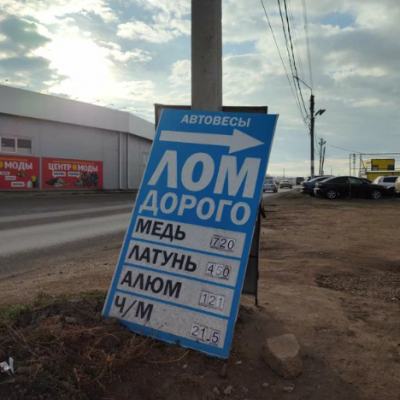 АВТОВЕСЫ
ЛОМ
ДОРОГО
МЕДЬ 720
ЛАТУНЬ 450
АЛЮМ 121
Ч/М 21.5
МОДЫ
ЦЕНТР МОДЫ